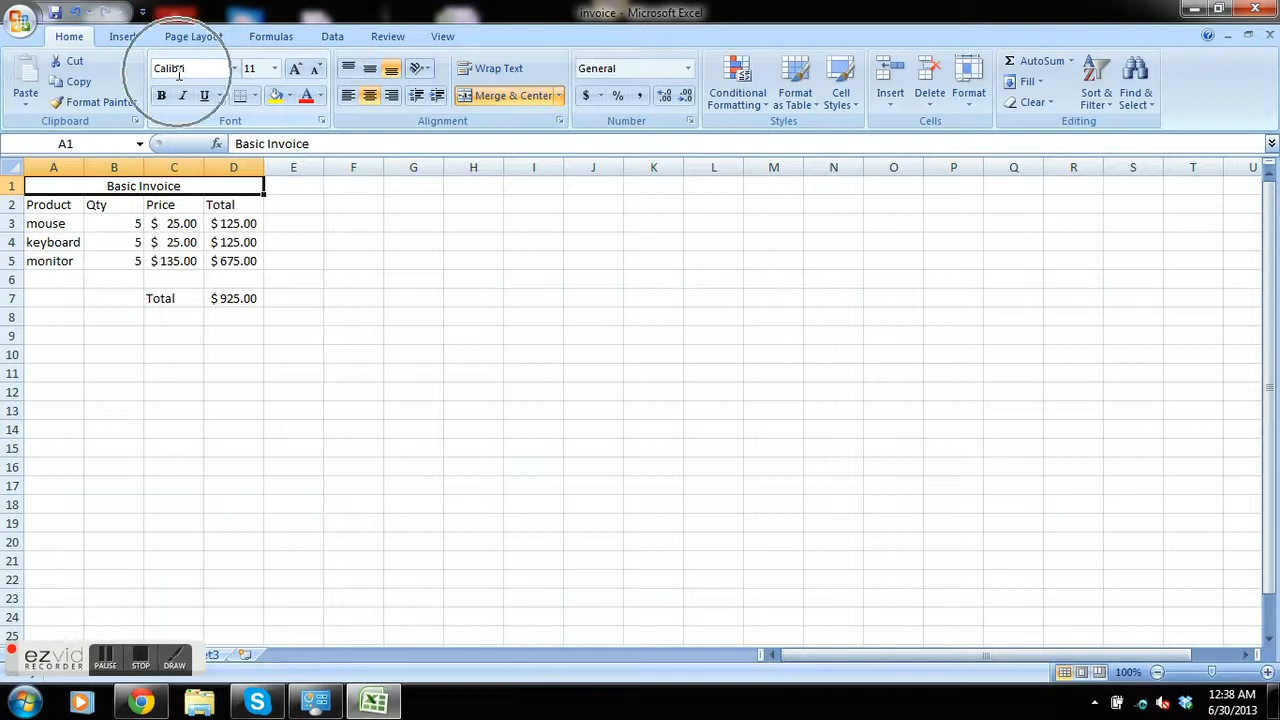 invoice - Microsoft Excel
Home Insert Page Layout Formulas Data Review View
Paste
Cut
Copy
Format Painter
Clipboard
Calibri 11
B I U
Font
Wrap Text
Merge & Center
Alignment
General
$ % ,
Number
Conditional Formatting
Format as Table
Cell Styles
Styles
Insert Delete Format
Cells
AutoSum
Fill
Clear
Sort & Filter
Find & Select
Editing
A1 fx Basic Invoice
A B C D E F G H I J K L M N O P Q R S T U
1 Basic Invoice
2 Product Qty Price Total
3 mouse 5 $ 25.00 $ 125.00
4 keyboard 5 $ 25.00 $ 125.00
5 monitor 5 $ 135.00 $ 675.00
6
7 Total $ 925.00
8
9
10
11
12
13
14
15
16
17
18
19
20
21
22
23
24
25
ezvid RECORDER PAUSE STOP DRAW
100%
12:38 AM
6/30/2013